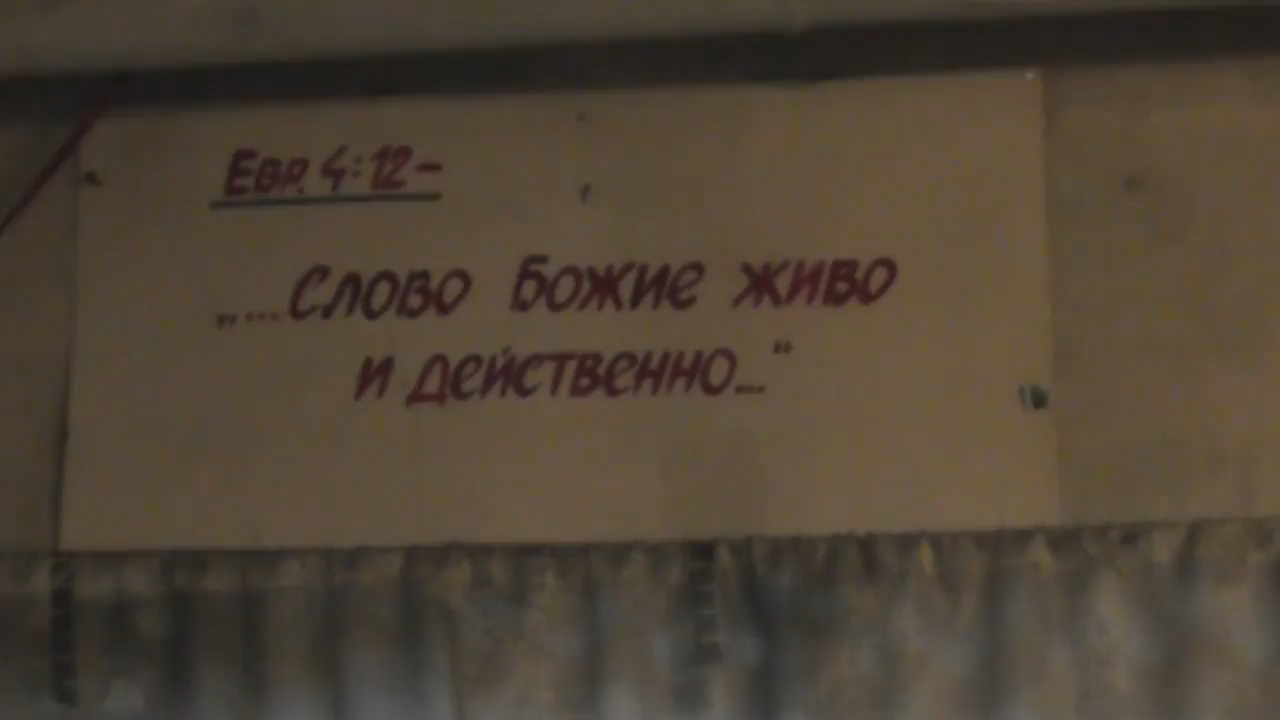 Евр. 4:12–
„...Слово Божие живо
и действенно..."